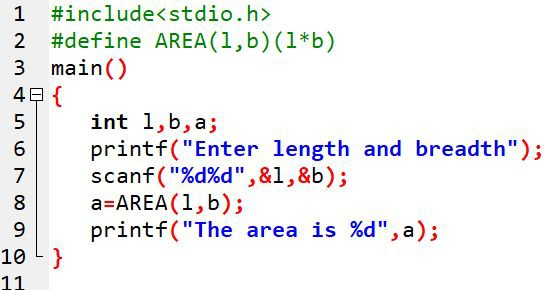 1 #include<stdio.h>
2 #define AREA(l,b)(l*b)
3 main()
4 {
5 int l,b,a;
6 printf("Enter length and breadth");
7 scanf("%d%d",&l,&b);
8 a=AREA(l,b);
9 printf("The area is %d",a);
10 }
11